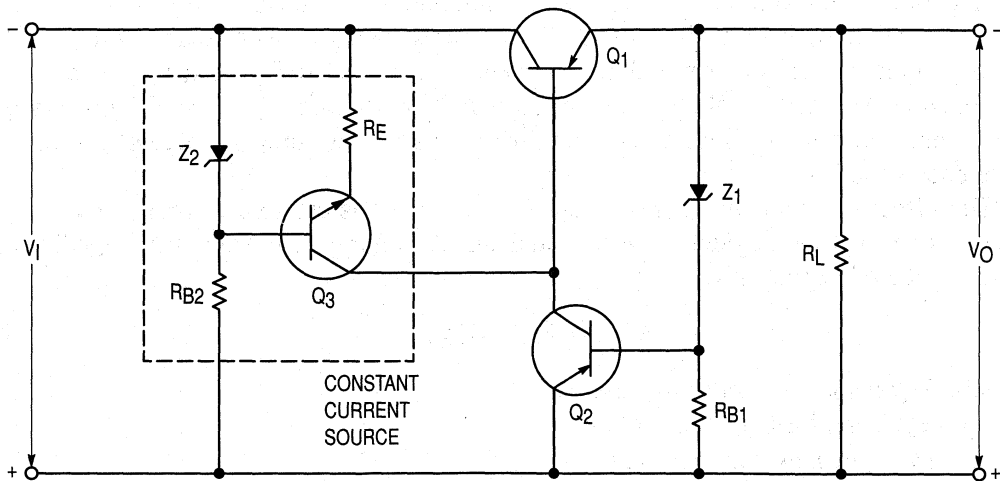 −
−
Q1
RE
Z2
Z1
VI
RL
VO
RB2
Q3
CONSTANT
CURRENT
SOURCE
Q2
RB1
+
+